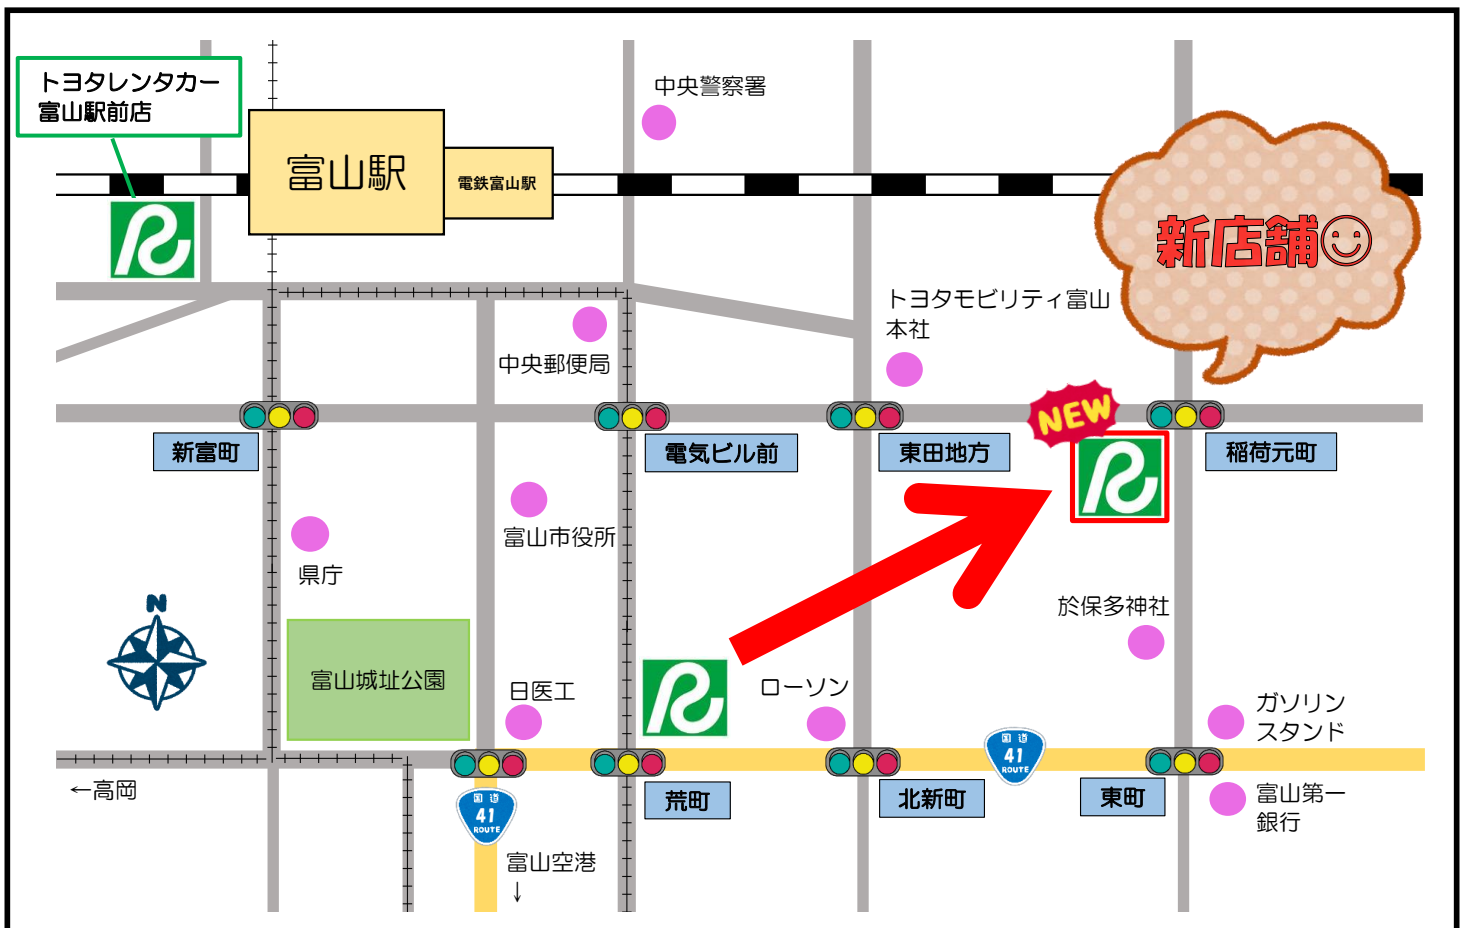 トヨタレンタカー
富山駅前店
中央警察署
富山駅
電鉄富山駅
新店舗
トヨタモビリティ富山
本社
中央郵便局
NEW
新富町
電気ビル前
東田地方
稲荷元町
富山市役所
県庁
N
於保多神社
富山城址公園
日医工
ローソン
ガソリン
スタンド
国道
41
ROUTE
←高岡
国道
41
ROUTE
荒町
北新町
東町
富山第一
銀行
富山空港
↓